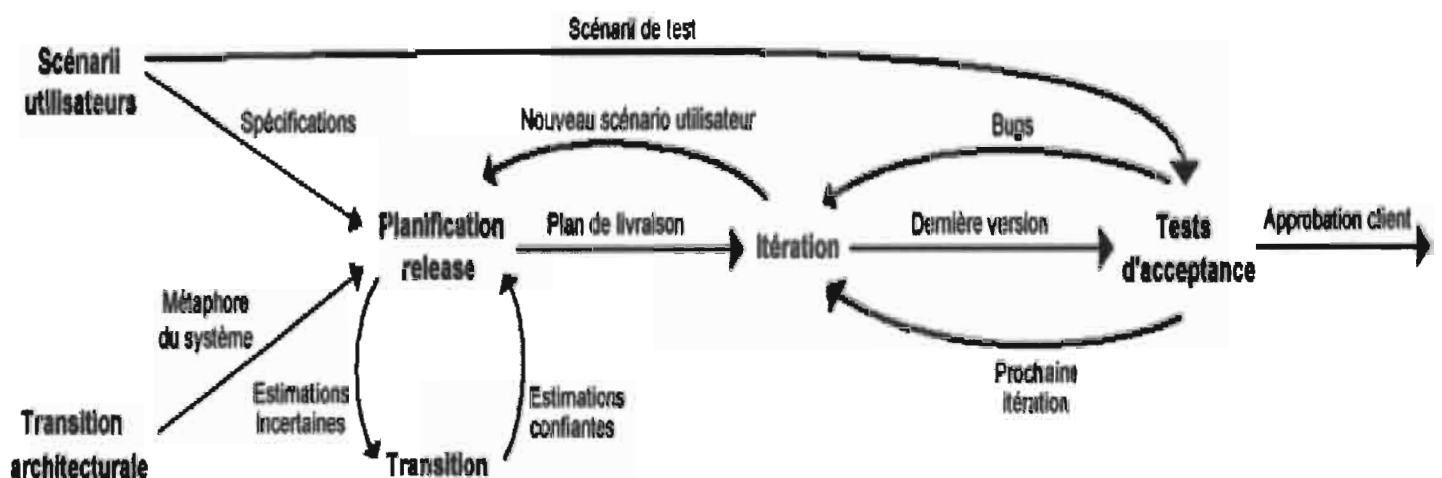 Scénarii de test
Scénarii
utilisateurs
Spécifications
Nouveau scénario utilisateur
Bugs
Planification
release
Plan de livraison
Itération
Dernière version
Tests
d'acceptance
Approbation client
Métaphore
du système
Estimations
Incertaines
Estimations
confiantes
Prochaine
itération
Transition
architecturale
Transition